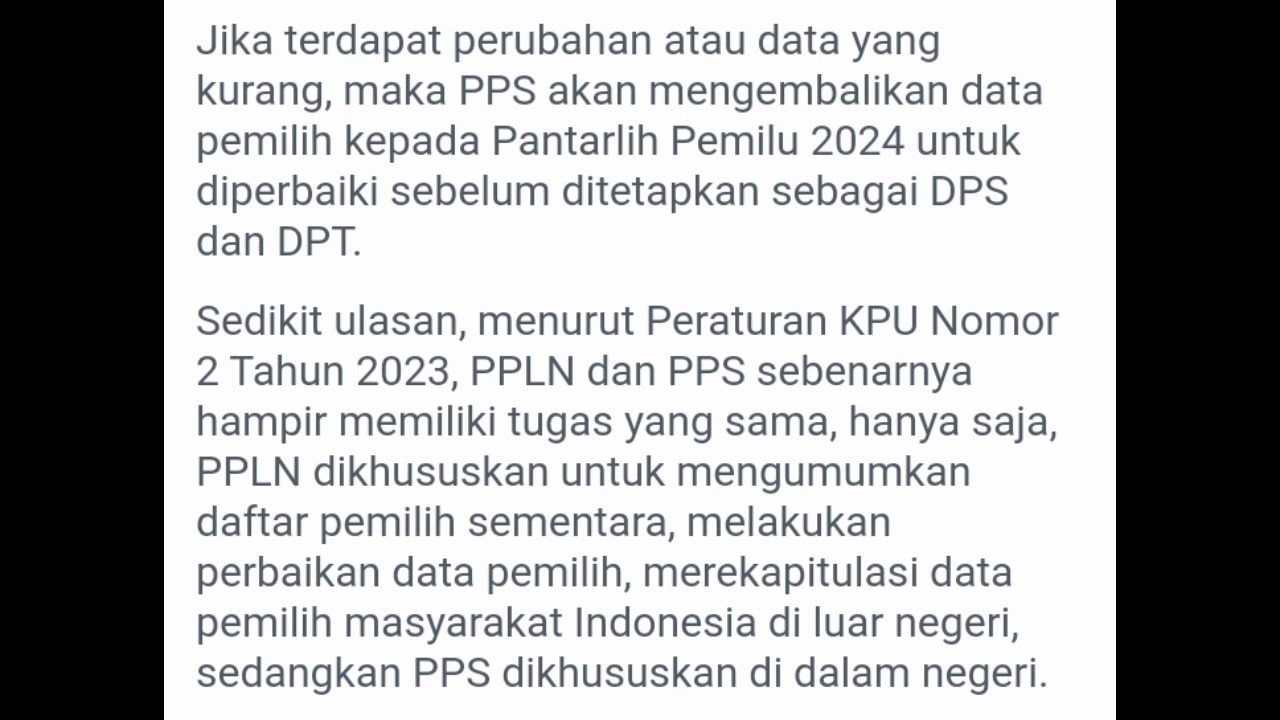 Jika terdapat perubahan atau data yang
kurang, maka PPS akan mengembalikan data
pemilih kepada Pantarlih Pemilu 2024 untuk
diperbaiki sebelum ditetapkan sebagai DPS
dan DPT.
Sedikit ulasan, menurut Peraturan KPU Nomor
2 Tahun 2023, PPLN dan PPS sebenarnya
hampir memiliki tugas yang sama, hanya saja,
PPLN dikhususkan untuk mengumumkan
daftar pemilih sementara, melakukan
perbaikan data pemilih, merekapitulasi data
pemilih masyarakat Indonesia di luar negeri,
sedangkan PPS dikhususkan di dalam negeri.